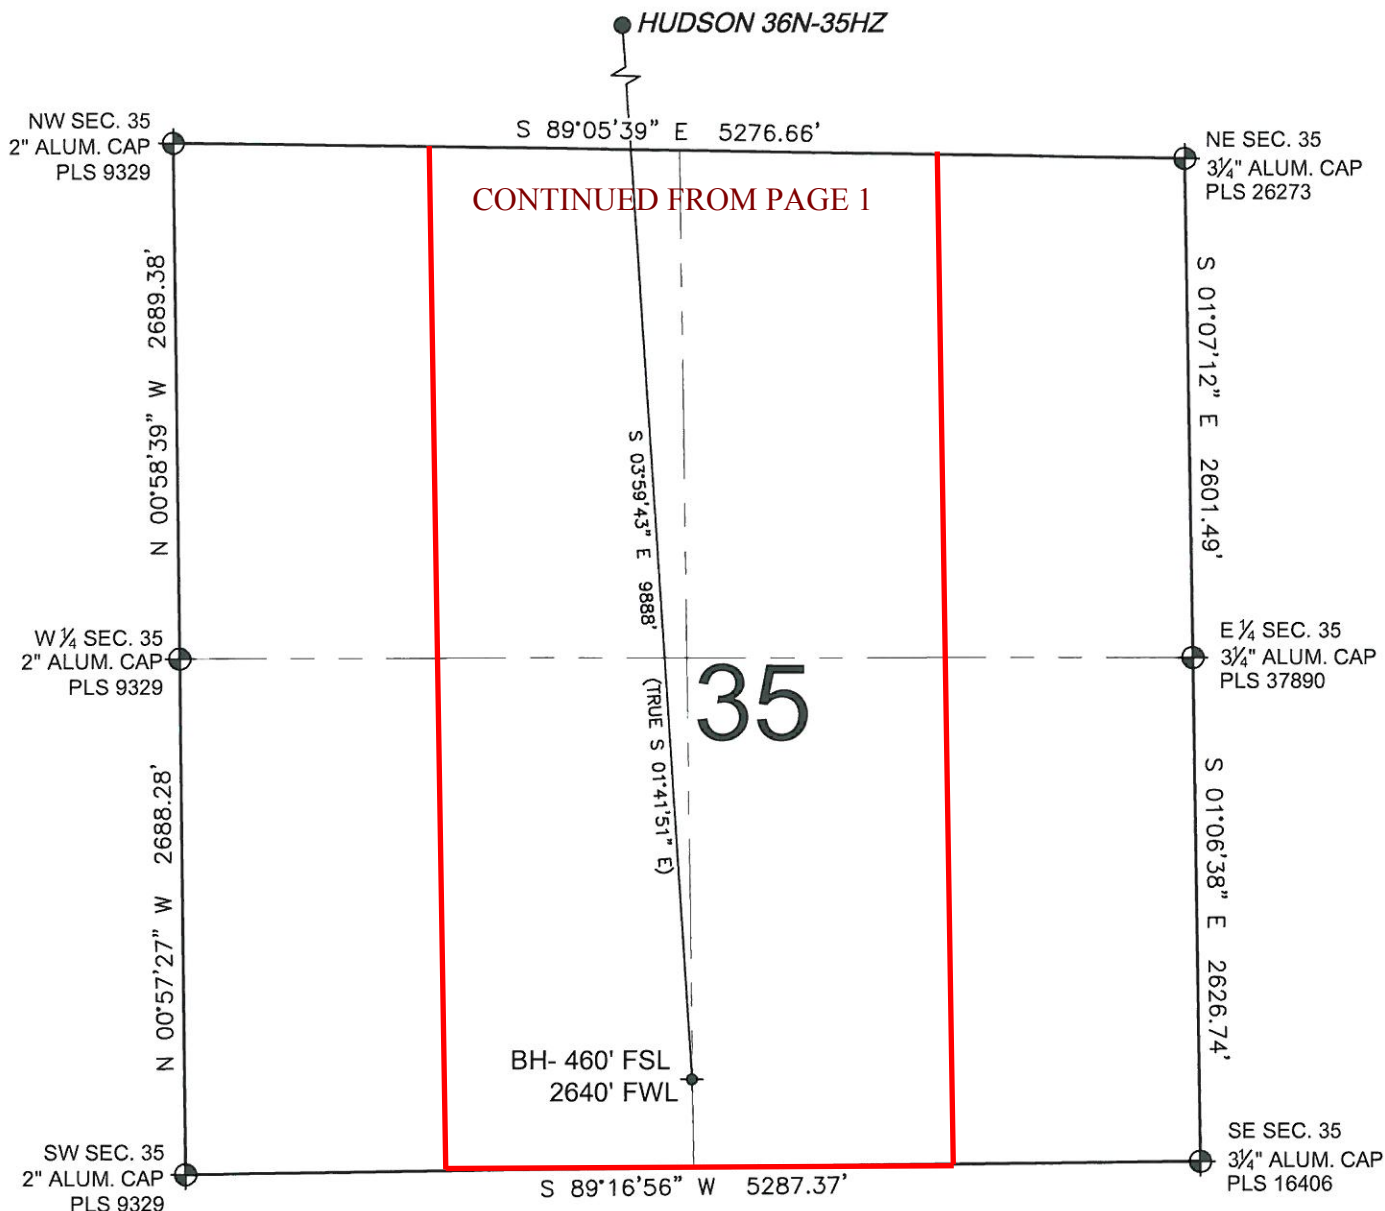 HUDSON 36N-35HZ
NW SEC. 35
2" ALUM. CAP
PLS 9329
S 89°05'39" E 5276.66'
NE SEC. 35
3¼" ALUM. CAP
PLS 26273
CONTINUED FROM PAGE 1
N 00°58'39" W 2689.38'
S 01°07'12" E 2601.49'
S 03°59'43" E 9888'
(TRUE S 01°41'51" E)
W ¼ SEC. 35
2" ALUM. CAP
PLS 9329
35
E ¼ SEC. 35
3¼" ALUM. CAP
PLS 37890
N 00°57'27" W 2688.28'
S 01°06'38" E 2626.74'
BH- 460' FSL
2640' FWL
SW SEC. 35
2" ALUM. CAP
PLS 9329
S 89°16'56" W 5287.37'
SE SEC. 35
3¼" ALUM. CAP
PLS 16406